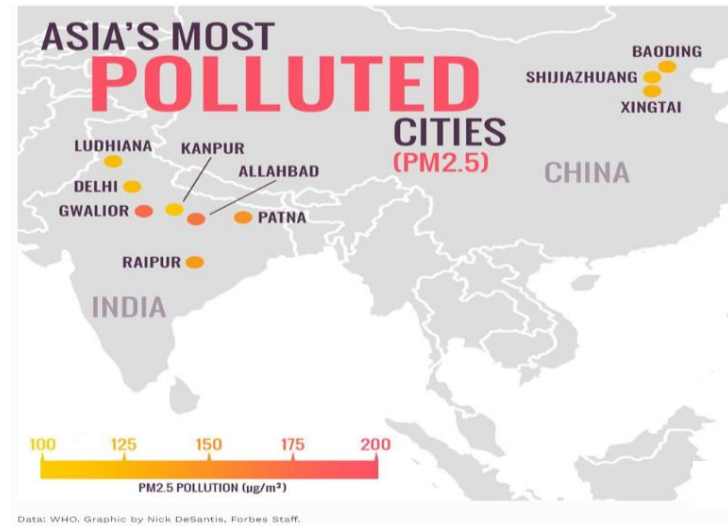 ASIA'S MOST
POLLUTED
CITIES
(PM2.5)
BAODING
SHIJIAZHUANG
XINGTAI
CHINA
LUDHIANA
KANPUR
ALLAHBAD
DELHI
GWALIOR
PATNA
RAIPUR
INDIA
100 125 150 175 200
PM2.5 POLLUTION (µg/m³)
Data: WHO. Graphic by Nick DeSantis, Forbes Staff.